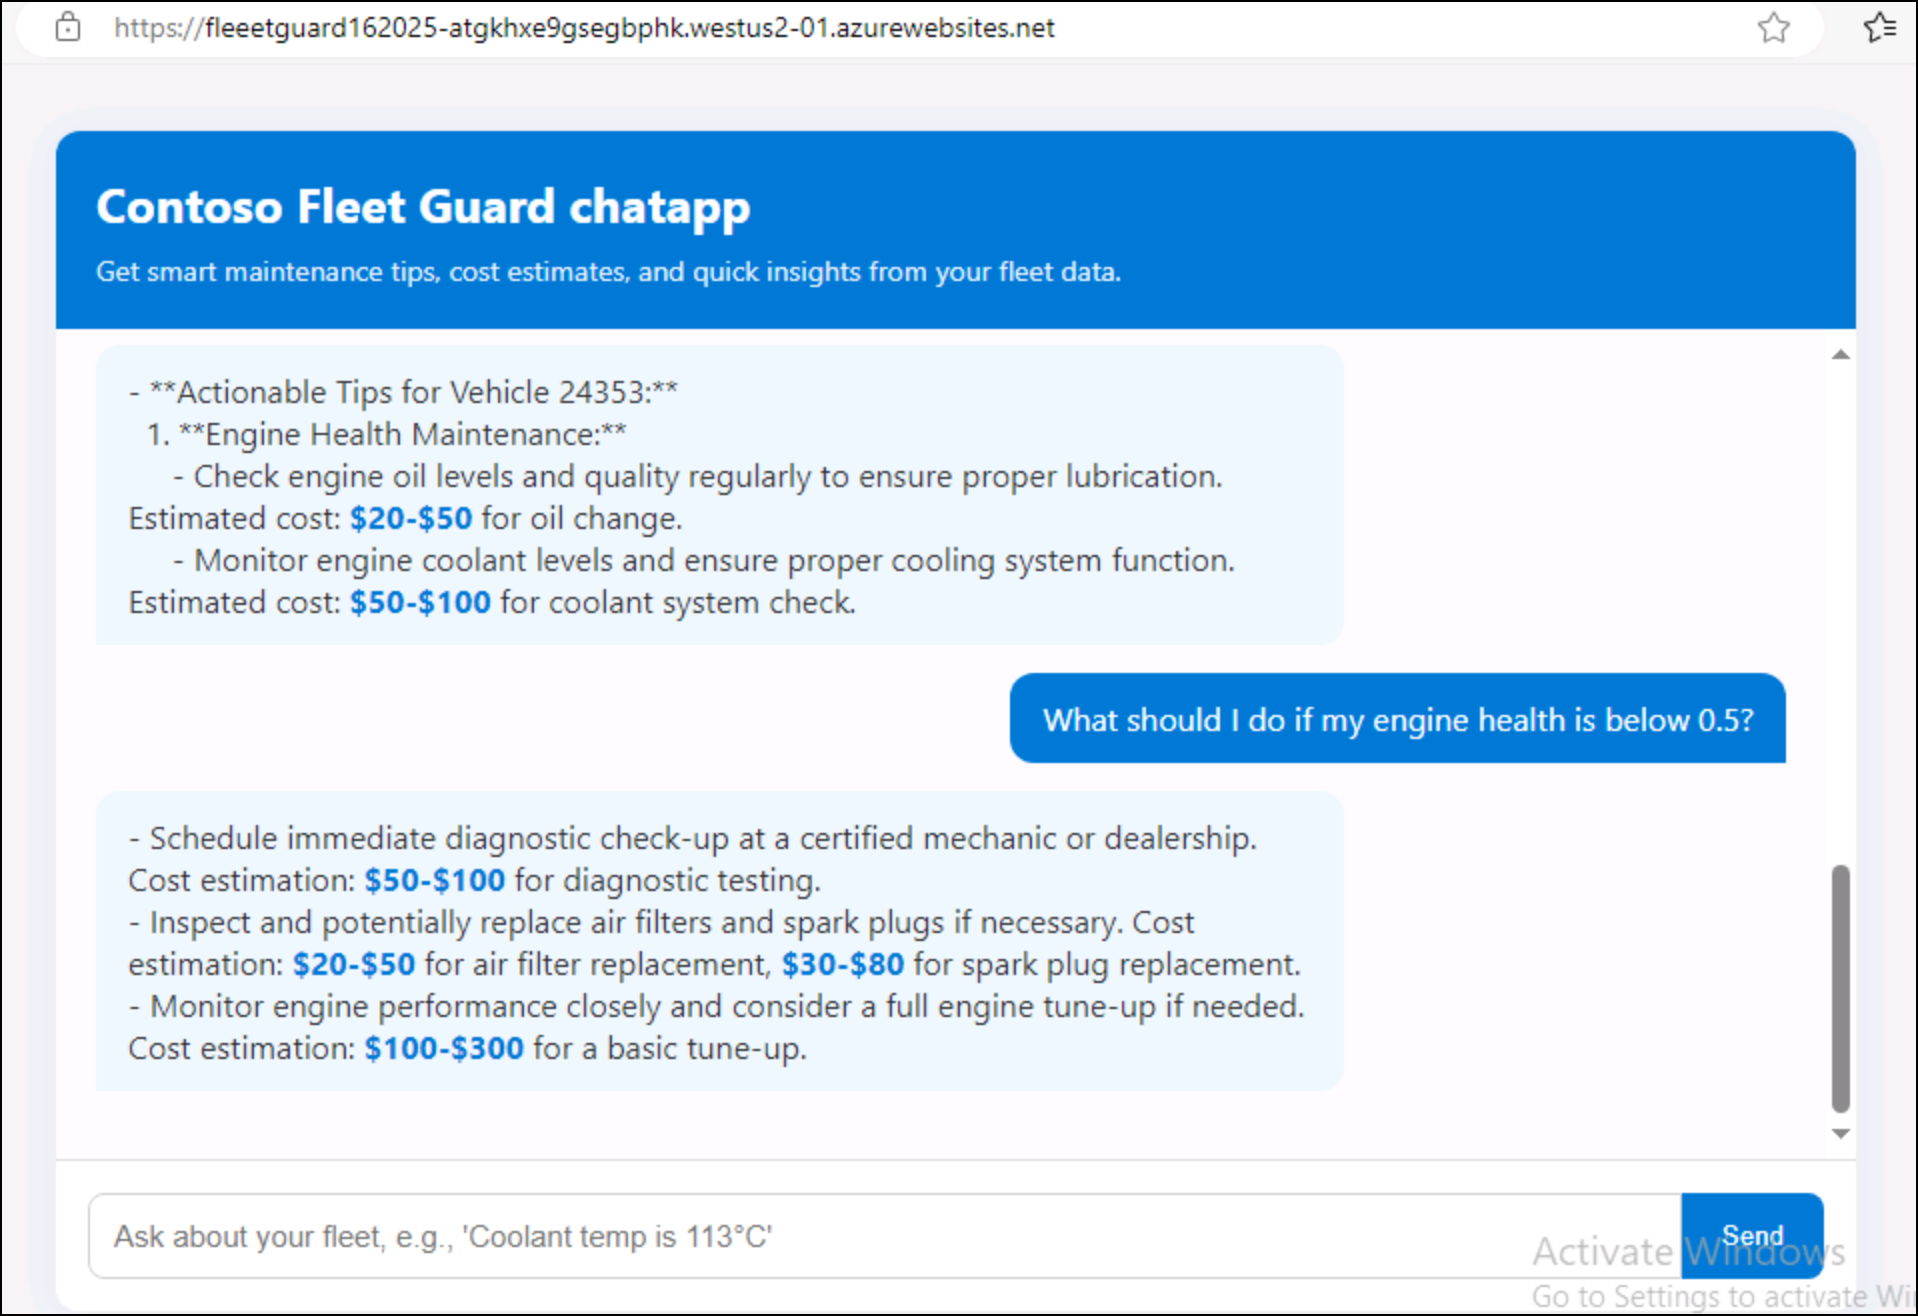 https://fleeetguard162025-atgkhxe9gsegbphk.westus2-01.azurewebsites.net
Contoso Fleet Guard chatapp
Get smart maintenance tips, cost estimates, and quick insights from your fleet data.
- **Actionable Tips for Vehicle 24353:**
1. **Engine Health Maintenance:**
- Check engine oil levels and quality regularly to ensure proper lubrication.
Estimated cost: $20-$50 for oil change.
- Monitor engine coolant levels and ensure proper cooling system function.
Estimated cost: $50-$100 for coolant system check.
What should I do if my engine health is below 0.5?
- Schedule immediate diagnostic check-up at a certified mechanic or dealership.
Cost estimation: $50-$100 for diagnostic testing.
- Inspect and potentially replace air filters and spark plugs if necessary. Cost
estimation: $20-$50 for air filter replacement, $30-$80 for spark plug replacement.
- Monitor engine performance closely and consider a full engine tune-up if needed.
Cost estimation: $100-$300 for a basic tune-up.
Ask about your fleet, e.g., 'Coolant temp is 113°C'
Send
Activate Windows
Go to Settings to activate Wi